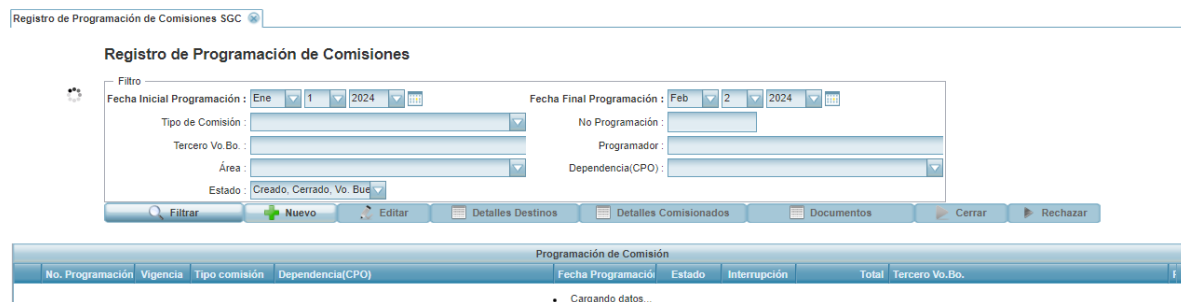 Registro de Programación de Comisiones SGC
Registro de Programación de Comisiones
Filtro
Fecha Inicial Programación : Ene 1 2024 Fecha Final Programación : Feb 2 2024
Tipo de Comisión : No Programación :
Tercero Vo.Bo. : Programador :
Área : Dependencia(CPO) :
Estado : Creado, Cerrado, Vo. Bue
Filtrar Nuevo Editar Detalles Destinos Detalles Comisionados Documentos Cerrar Rechazar
Programación de Comisión
No. Programación Vigencia Tipo comisión Dependencia(CPO) Fecha Programació Estado Interrupción Total Tercero Vo.Bo.
• Cargando datos...